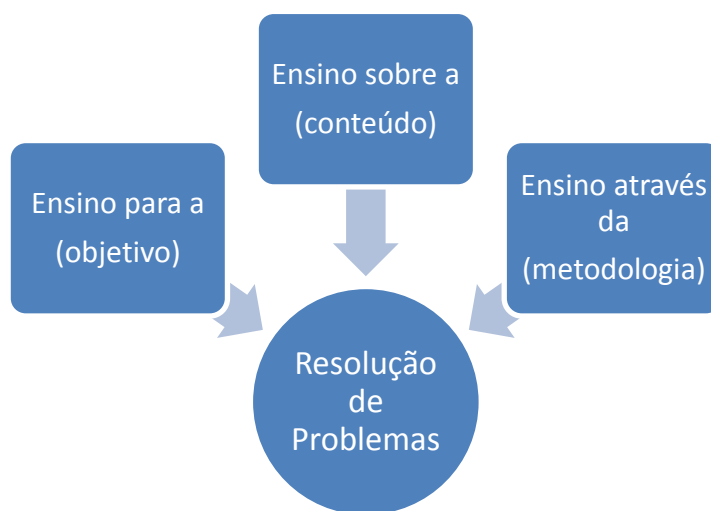 Ensino sobre a
(conteúdo)
Ensino para a
(objetivo)
Ensino através
da
(metodologia)
Resolução
de
Problemas